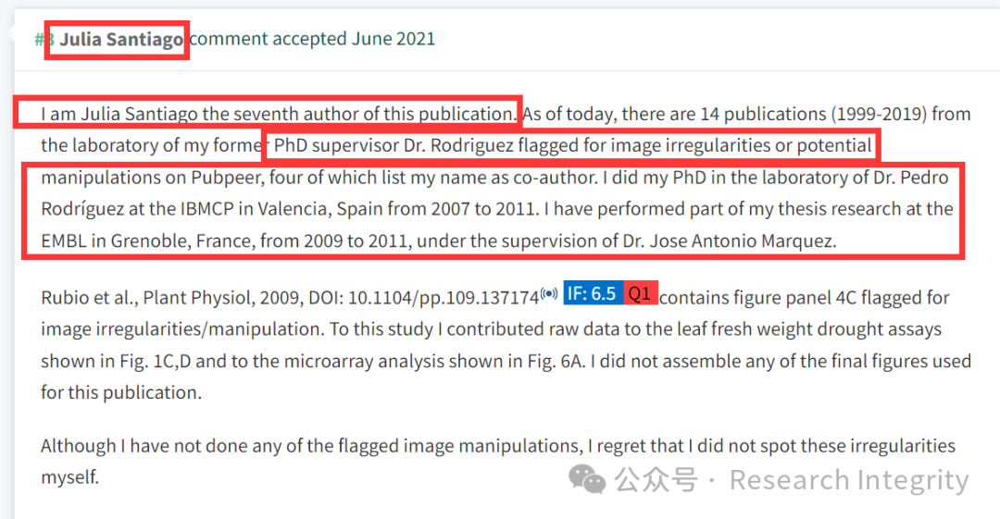 #3 Julia Santiago comment accepted June 2021
I am Julia Santiago the seventh author of this publication. As of today, there are 14 publications (1999-2019) from
the laboratory of my former PhD supervisor Dr. Rodriguez flagged for image irregularities or potential
manipulations on Pubpeer, four of which list my name as co-author. I did my PhD in the laboratory of Dr. Pedro
Rodríguez at the IBMCP in Valencia, Spain from 2007 to 2011. I have performed part of my thesis research at the
EMBL in Grenoble, France, from 2009 to 2011, under the supervision of Dr. Jose Antonio Marquez.
Rubio et al., Plant Physiol, 2009, DOI: 10.1104/pp.109.137174 IF: 6.5 Q1 contains figure panel 4C flagged for
image irregularities/manipulation. To this study I contributed raw data to the leaf fresh weight drought assays
shown in Fig. 1C,D and to the microarray analysis shown in Fig. 6A. I did not assemble any of the final figures used
for this publication.
Although I have not done any of the flagged image manipulations, I regret that I did not spot these irregularities
myself.
公众号 · Research Integrity